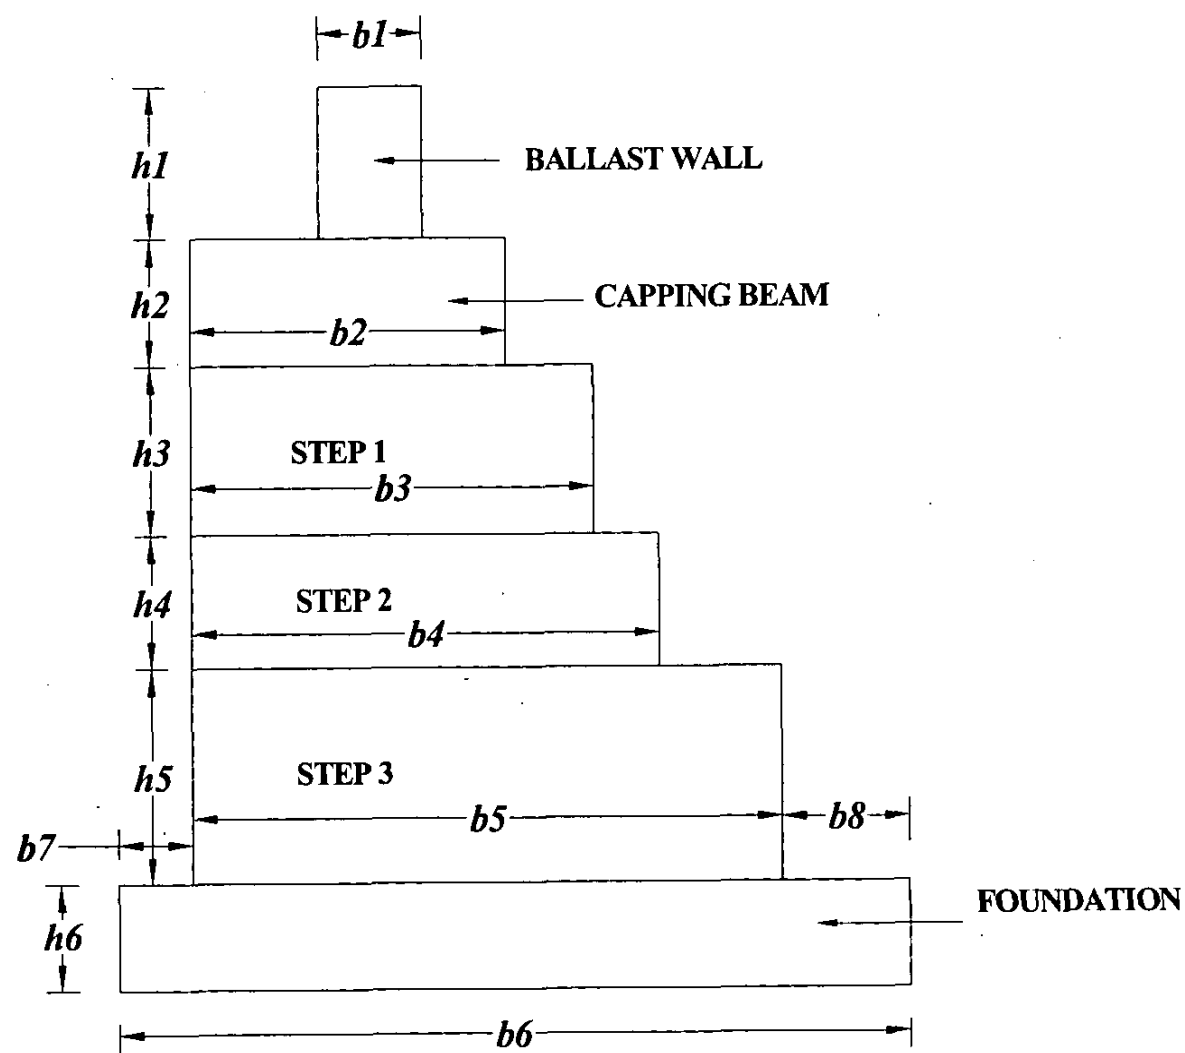 b1
h1
BALLAST WALL
h2
CAPPING BEAM
b2
h3
STEP 1
b3
h4
STEP 2
b4
h5
STEP 3
b5
b8
b7
FOUNDATION
h6
b6